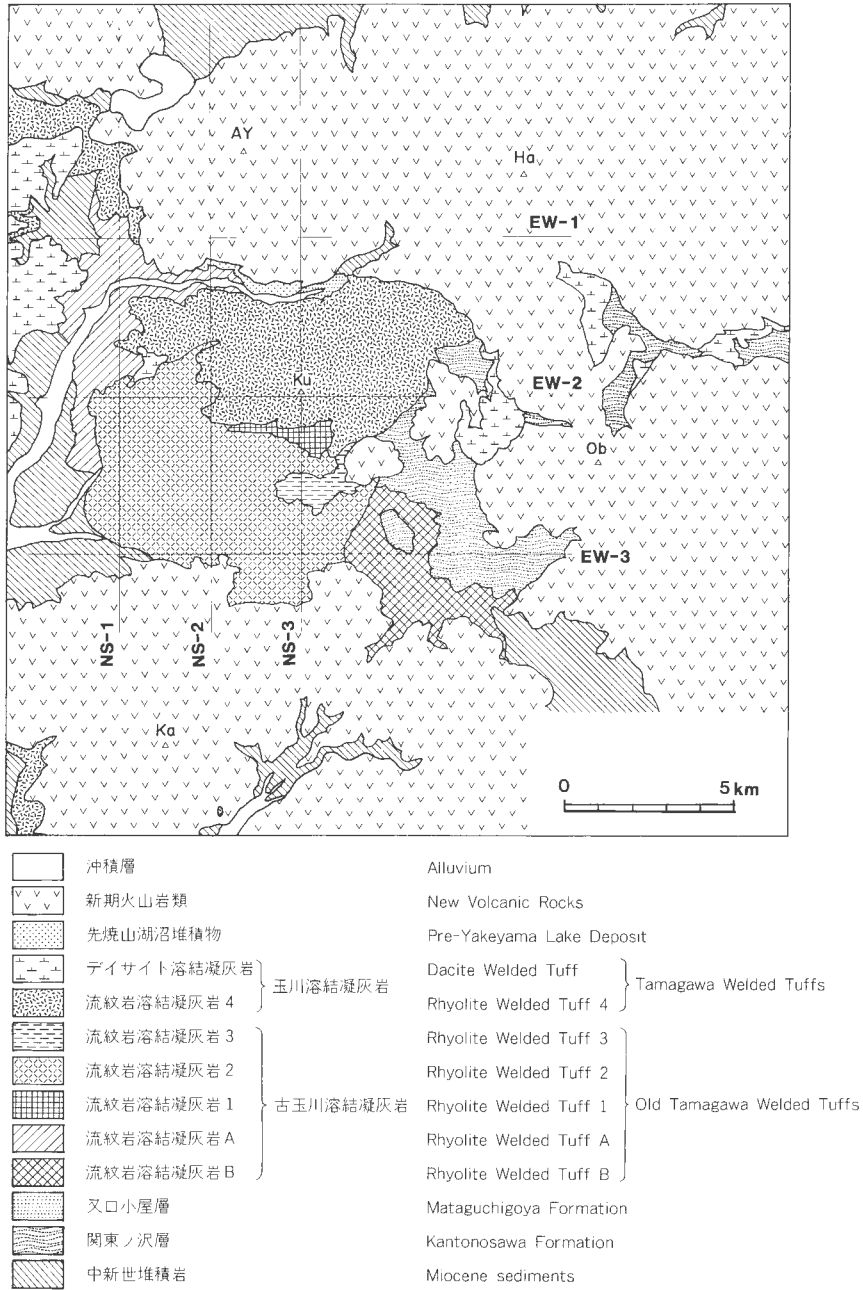 AY
Ha
EW-1
Ku
EW-2
Ob
EW-3
NS-1
NS-2
NS-3
Ka
0 5 km
沖積層 Alluvium
新期火山岩類 New Volcanic Rocks
先焼山湖沼堆積物 Pre-Yakeyama Lake Deposit
デイサイト溶結凝灰岩 Dacite Welded Tuff
玉川溶結凝灰岩 Tamagawa Welded Tuffs
流紋岩溶結凝灰岩4 Rhyolite Welded Tuff 4
流紋岩溶結凝灰岩3 Rhyolite Welded Tuff 3
流紋岩溶結凝灰岩2 Rhyolite Welded Tuff 2
流紋岩溶結凝灰岩1 古玉川溶結凝灰岩 Rhyolite Welded Tuff 1 Old Tamagawa Welded Tuffs
流紋岩溶結凝灰岩A Rhyolite Welded Tuff A
流紋岩溶結凝灰岩B Rhyolite Welded Tuff B
又口小屋層 Mataguchigoya Formation
関東ノ沢層 Kantonosawa Formation
中新世堆積岩 Miocene sediments